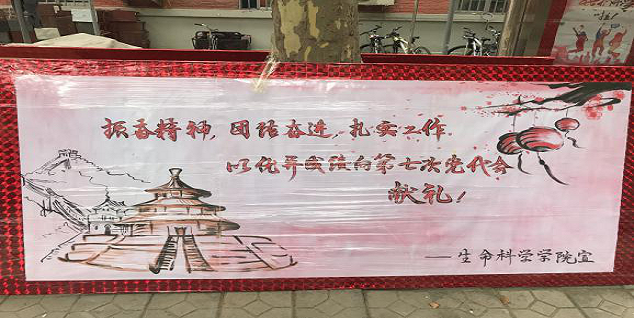 振奋精神,团结奋进,扎实工作
以优异成绩向第七次党代会
献礼!
——生命科学学院宣